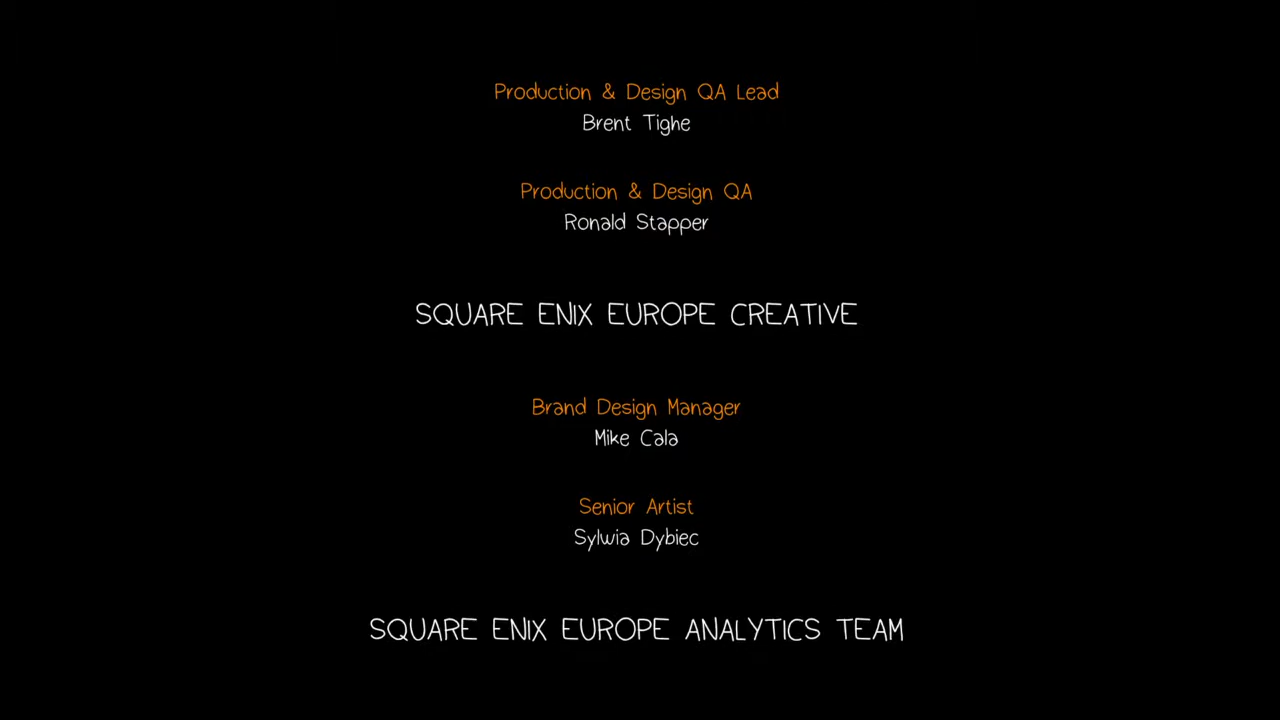 Production & Design QA Lead
Brent Tighe
Production & Design QA
Ronald Stapper
SQUARE ENIX EUROPE CREATIVE
Brand Design Manager
Mike Cala
Senior Artist
Sylwia Dybiec
SQUARE ENIX EUROPE ANALYTICS TEAM